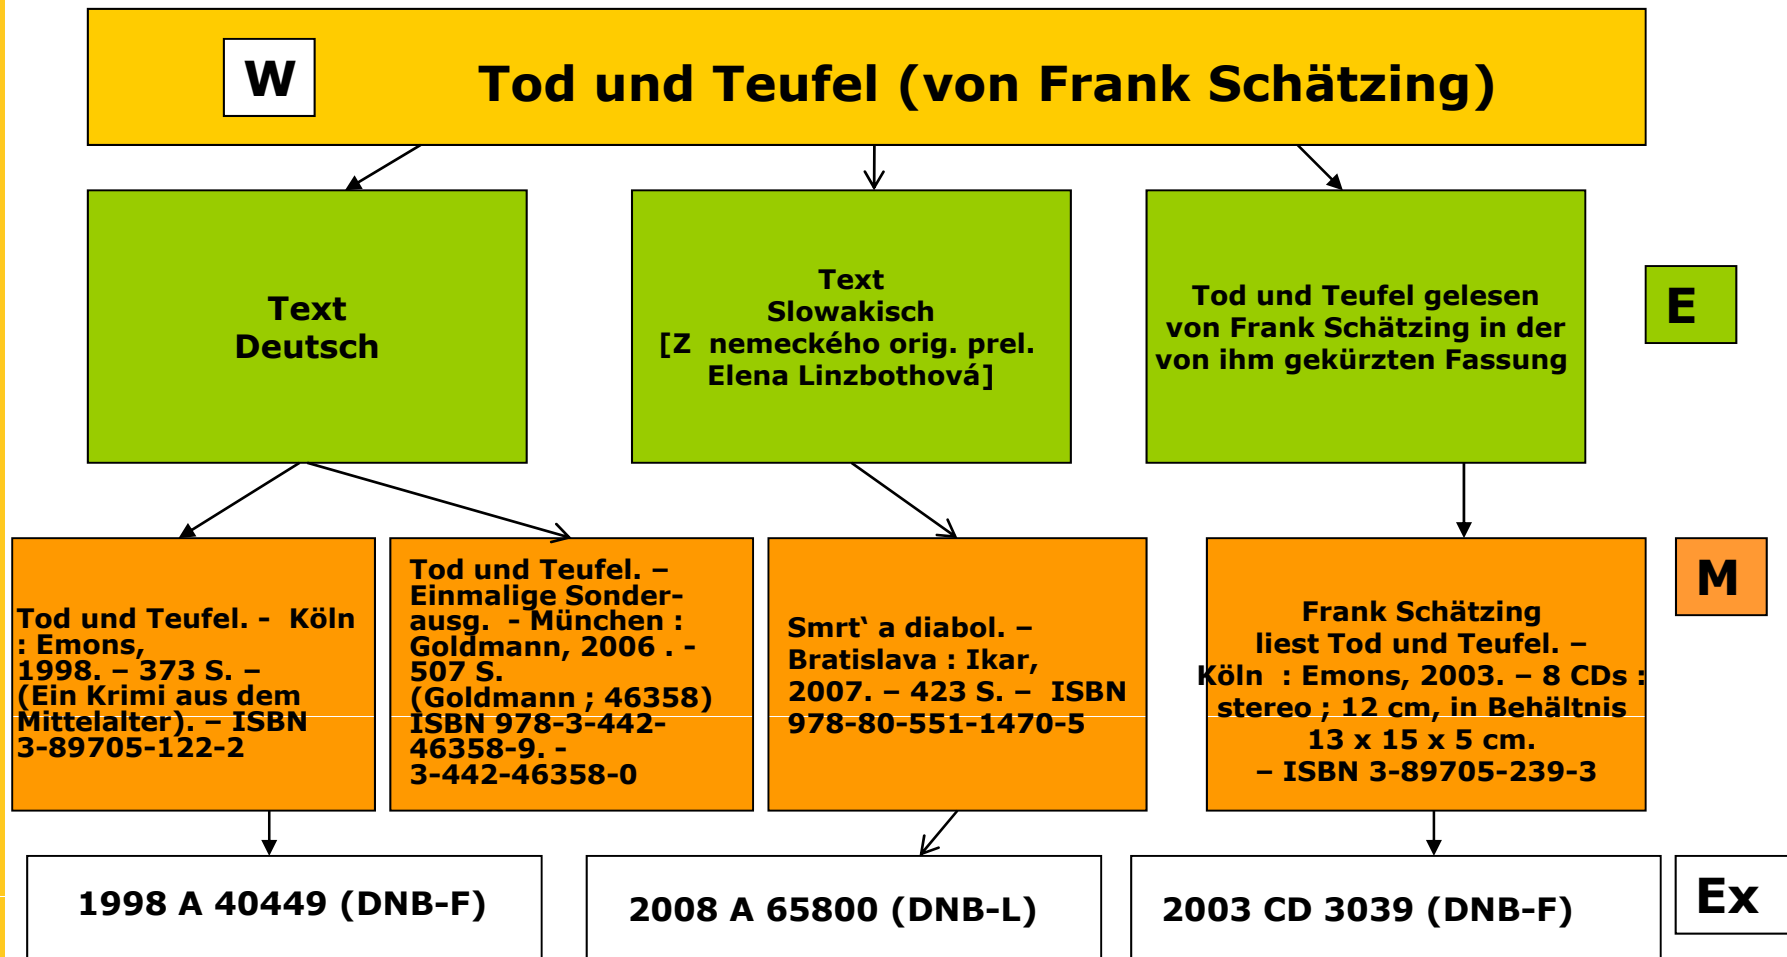 W
Tod und Teufel (von Frank Schätzing)
Text
Deutsch
Text
Slowakisch
[Z nemeckého orig. prel.
Elena Linzbothová]
Tod und Teufel gelesen
von Frank Schätzing in der
von ihm gekürzten Fassung
E
Tod und Teufel. - Köln
: Emons,
1998. – 373 S. –
(Ein Krimi aus dem
Mittelalter). – ISBN
3-89705-122-2
Tod und Teufel. –
Einmalige Sonder-
ausg. - München :
Goldmann, 2006 . -
507 S.
(Goldmann ; 46358)
ISBN 978-3-442-
46358-9. -
3-442-46358-0
Smrt‘ a diabol. –
Bratislava : Ikar,
2007. – 423 S. – ISBN
978-80-551-1470-5
Frank Schätzing
liest Tod und Teufel. –
Köln : Emons, 2003. – 8 CDs :
stereo ; 12 cm, in Behältnis
13 x 15 x 5 cm.
– ISBN 3-89705-239-3
M
1998 A 40449 (DNB-F)
2008 A 65800 (DNB-L)
2003 CD 3039 (DNB-F)
Ex